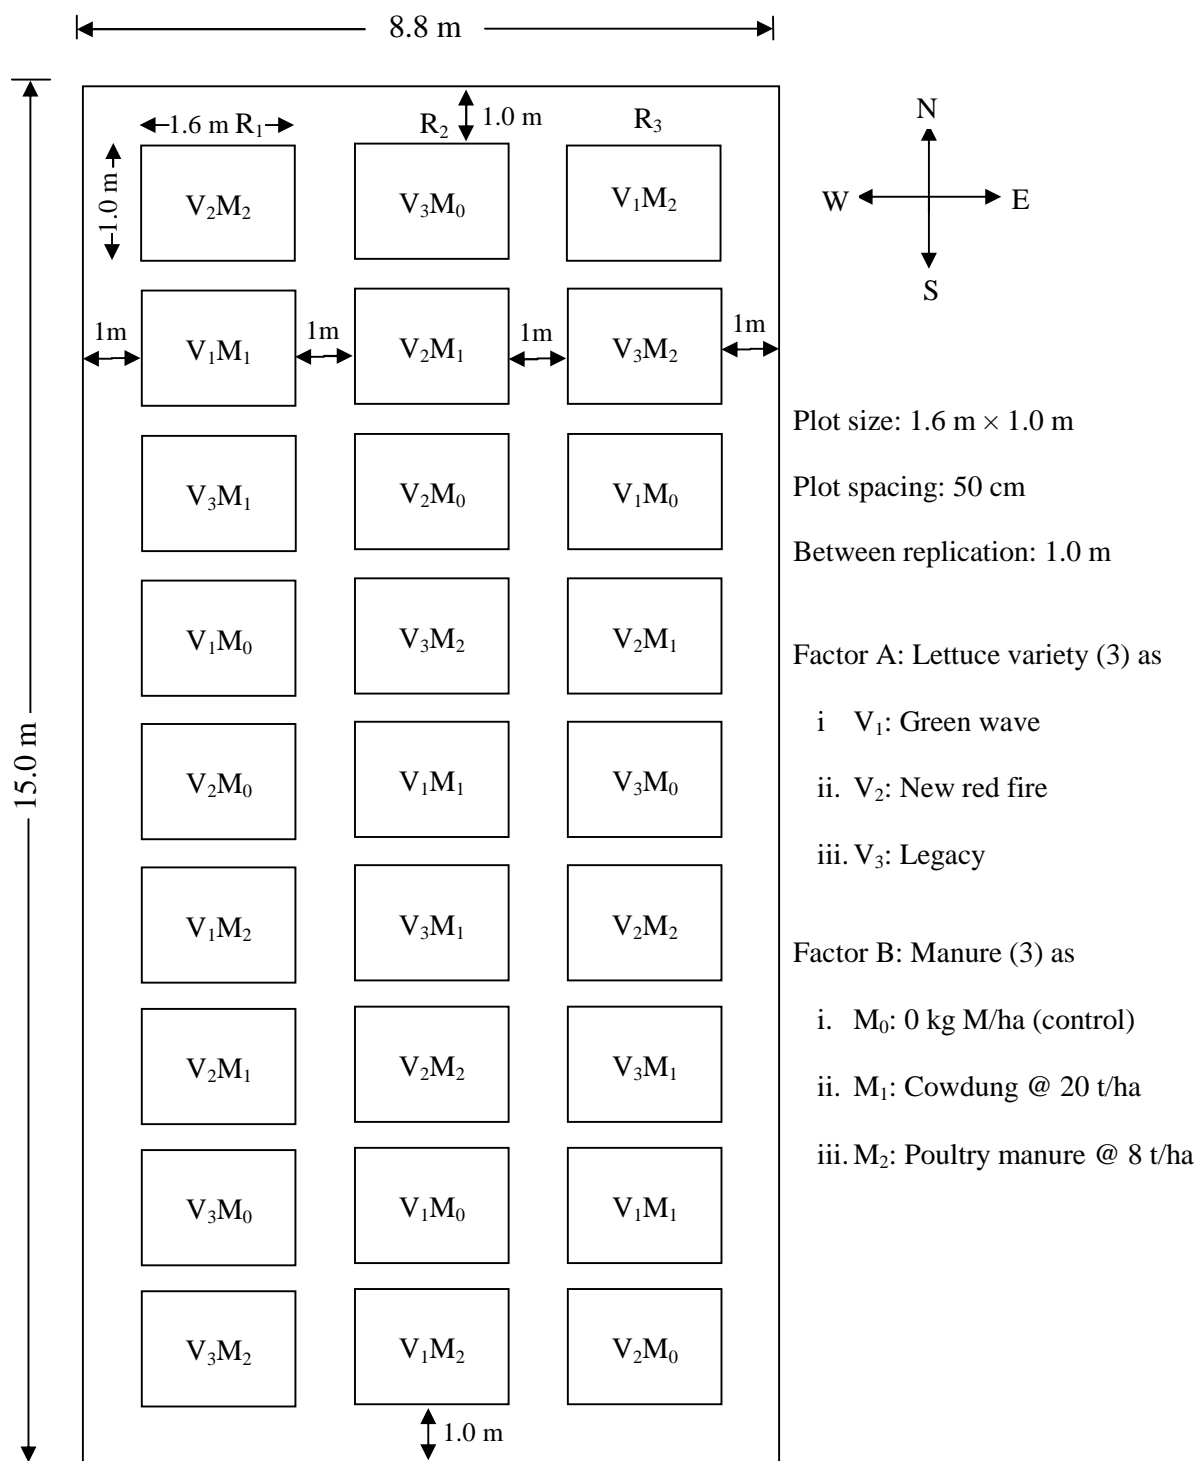 8.8 m
1.6 m R₁
R₂
1.0 m
R₃
N
W
E
S
1.0 m
V₂M₂
V₃M₀
V₁M₂
1m
V₁M₁
1m
V₂M₁
1m
V₃M₂
1m
Plot size: 1.6 m × 1.0 m
V₃M₁
V₂M₀
V₁M₀
Plot spacing: 50 cm
Between replication: 1.0 m
V₁M₀
V₃M₂
V₂M₁
Factor A: Lettuce variety (3) as
i V₁: Green wave
15.0 m
V₂M₀
V₁M₁
V₃M₀
ii. V₂: New red fire
iii. V₃: Legacy
V₁M₂
V₃M₁
V₂M₂
Factor B: Manure (3) as
i. M₀: 0 kg M/ha (control)
V₂M₁
V₂M₂
V₃M₁
ii. M₁: Cowdung @ 20 t/ha
iii. M₂: Poultry manure @ 8 t/ha
V₃M₀
V₁M₀
V₁M₁
V₃M₂
V₁M₂
V₂M₀
1.0 m